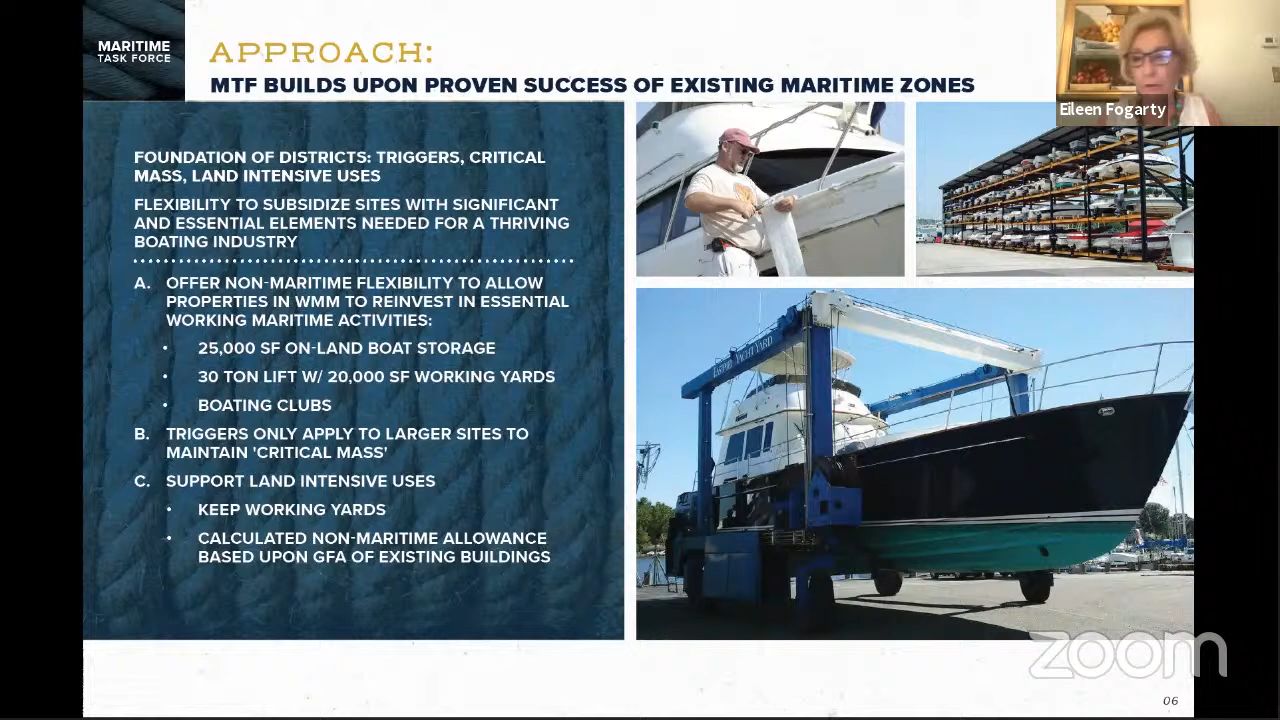 MARITIME
TASK FORCE
APPROACH:
MTF BUILDS UPON PROVEN SUCCESS OF EXISTING MARITIME ZONES
Eileen Fogarty
FOUNDATION OF DISTRICTS: TRIGGERS, CRITICAL
MASS, LAND INTENSIVE USES
FLEXIBILITY TO SUBSIDIZE SITES WITH SIGNIFICANT
AND ESSENTIAL ELEMENTS NEEDED FOR A THRIVING
BOATING INDUSTRY
A. OFFER NON-MARITIME FLEXIBILITY TO ALLOW
PROPERTIES IN WMM TO REINVEST IN ESSENTIAL
WORKING MARITIME ACTIVITIES:
• 25,000 SF ON-LAND BOAT STORAGE
• 30 TON LIFT W/ 20,000 SF WORKING YARDS
• BOATING CLUBS
B. TRIGGERS ONLY APPLY TO LARGER SITES TO
MAINTAIN 'CRITICAL MASS'
C. SUPPORT LAND INTENSIVE USES
• KEEP WORKING YARDS
• CALCULATED NON-MARITIME ALLOWANCE
BASED UPON GFA OF EXISTING BUILDINGS
YACHT YARD
zoom
06